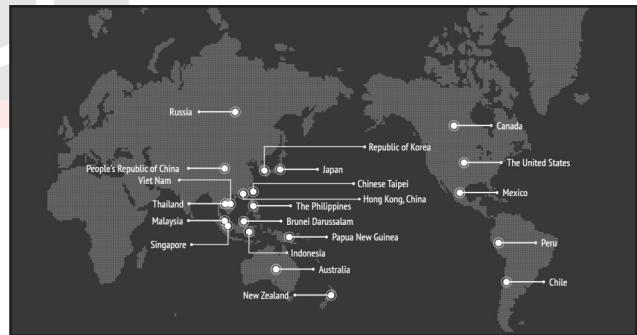 Russia
Canada
Republic of Korea
The United States
People's Republic of China
Japan
Viet Nam
Chinese Taipei
Mexico
Hong Kong, China
Thailand
The Philippines
Malaysia
Brunei Darussalam
Papua New Guinea
Peru
Singapore
Indonesia
Australia
Chile
New Zealand